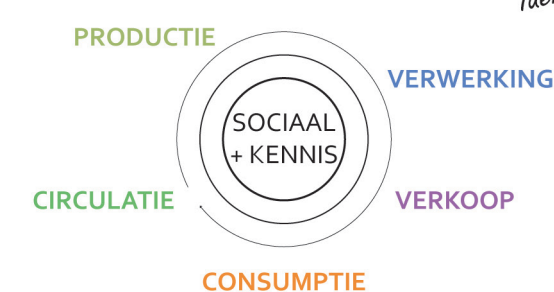 PRODUCTIE
VERWERKING
SOCIAAL
+ KENNIS
CIRCULATIE
VERKOOP
CONSUMPTIE